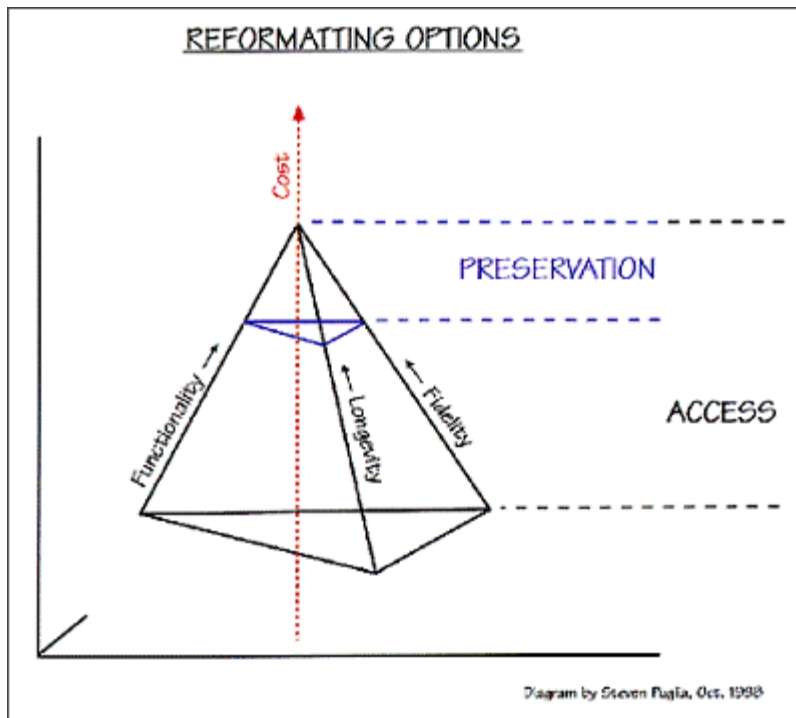 REFORMATTING OPTIONS
Cost
PRESERVATION
Functionality
Longevity
Fidelity
ACCESS
Diagram by Steven Puglia, Oct. 1998